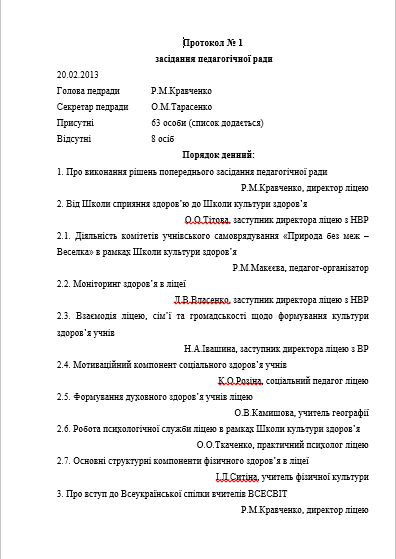 Протокол № 1
засідання педагогічної ради
20.02.2013
Голова педради Р.М.Кравченко
Секретар педради О.М.Тарасенко
Присутні 63 особи (список додається)
Відсутні 8 осіб
Порядок денний:
1. Про виконання рішень попереднього засідання педагогічної ради
Р.М.Кравченко, директор ліцею
2. Від Школи сприяння здоров’ю до Школи культури здоров’я
О.О.Тітова, заступник директора ліцею з НВР
2.1. Діяльність комітетів учнівського самоврядування «Природа без меж –
Веселка» в рамках Школи культури здоров’я
Р.М.Макєєва, педагог-організатор
2.2. Моніторинг здоров’я в ліцеї
Л.В.Власенко, заступник директора ліцею з НВР
2.3. Взаємодія ліцею, сім’ї та громадськості щодо формування культури
здоров’я учнів
Н.А.Івашина, заступник директора ліцею з ВР
2.4. Мотиваційний компонент соціального здоров’я учнів
К.О.Розіна, соціальний педагог ліцею
2.5. Формування духовного здоров’я учнів ліцею
О.В.Камишова, учитель географії
2.6. Робота психологічної служби ліцею в рамках Школи культури здоров’я
О.О.Ткаченко, практичний психолог ліцею
2.7. Основні структурні компоненти фізичного здоров’я в ліцеї
І.Л.Ситіна, учитель фізичної культури
3. Про вступ до Всеукраїнської спілки вчителів ВСЕСВІТ
Р.М.Кравченко, директор ліцею